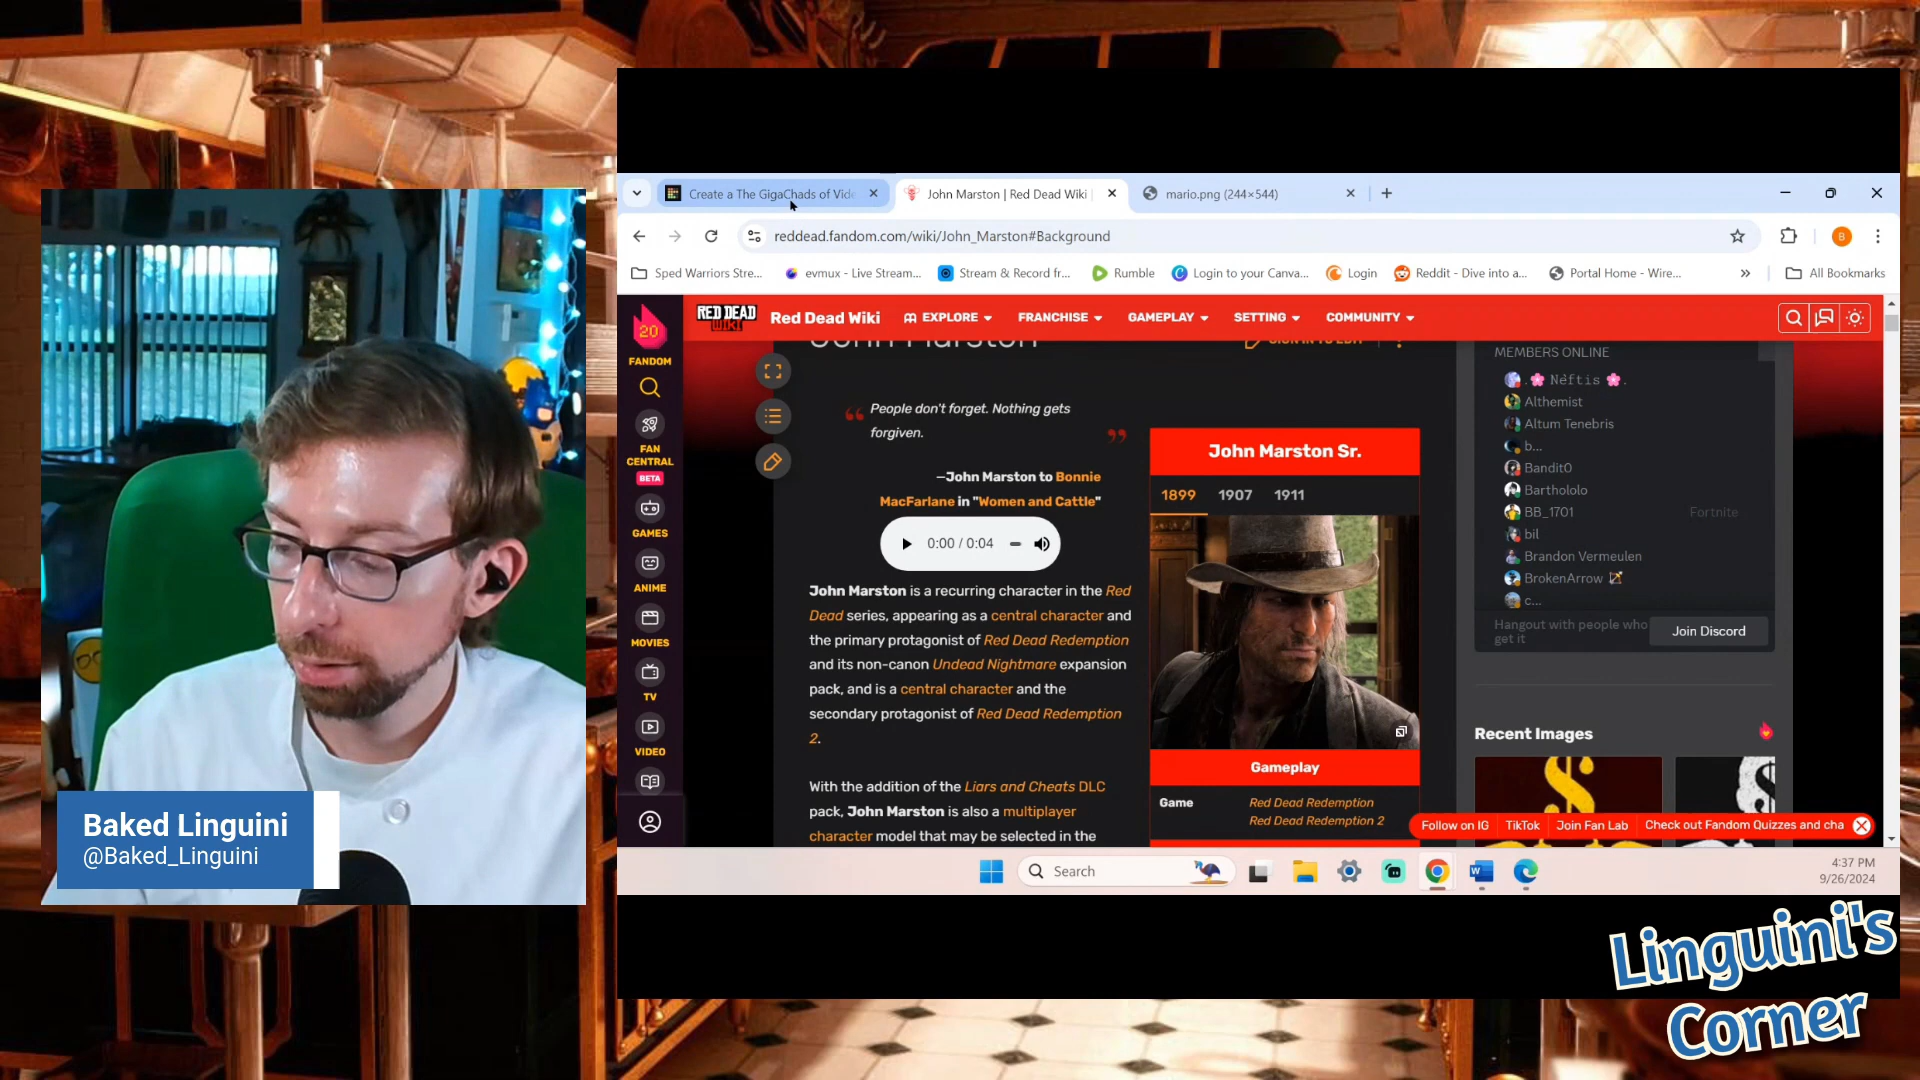 Create a The GigaChads of Vide
John Marston | Red Dead Wiki |
mario.png (244×544)
reddead.fandom.com/wiki/John_Marston#Background
B
Sped Warriors Stre...
evmux - Live Stream...
Stream & Record fr...
Rumble
Login to your Canva...
Login
Reddit - Dive into a...
Portal Home - Wire...
All Bookmarks
20
FANDOM
FAN
CENTRAL
BETA
GAMES
ANIME
MOVIES
TV
VIDEO
RED DEAD
WIKI
Red Dead Wiki
EXPLORE
FRANCHISE
GAMEPLAY
SETTING
COMMUNITY
John Marston
SIGN IN TO EDIT
People don't forget. Nothing gets
forgiven.
—John Marston to Bonnie
MacFarlane in "Women and Cattle"
0:00 / 0:04
John Marston is a recurring character in the Red
Dead series, appearing as a central character and
the primary protagonist of Red Dead Redemption
and its non-canon Undead Nightmare expansion
pack, and is a central character and the
secondary protagonist of Red Dead Redemption
2.
With the addition of the Liars and Cheats DLC
pack, John Marston is also a multiplayer
character model that may be selected in the
John Marston Sr.
1899
1907
1911
Gameplay
Game
Red Dead Redemption
Red Dead Redemption 2
MEMBERS ONLINE
.🌸 Nêftis 🌸.
Althemist
Altum Tenebris
b...
Bandit0
Barthololo
BB_1701
Fortnite
bil
Brandon Vermeulen
BrokenArrow
c...
Hangout with people who
get it
Join Discord
Recent Images
Follow on IG
TikTok
Join Fan Lab
Check out Fandom Quizzes and cha
Search
4:37 PM
9/26/2024
Baked Linguini
@Baked_Linguini
Linguini's
Corner